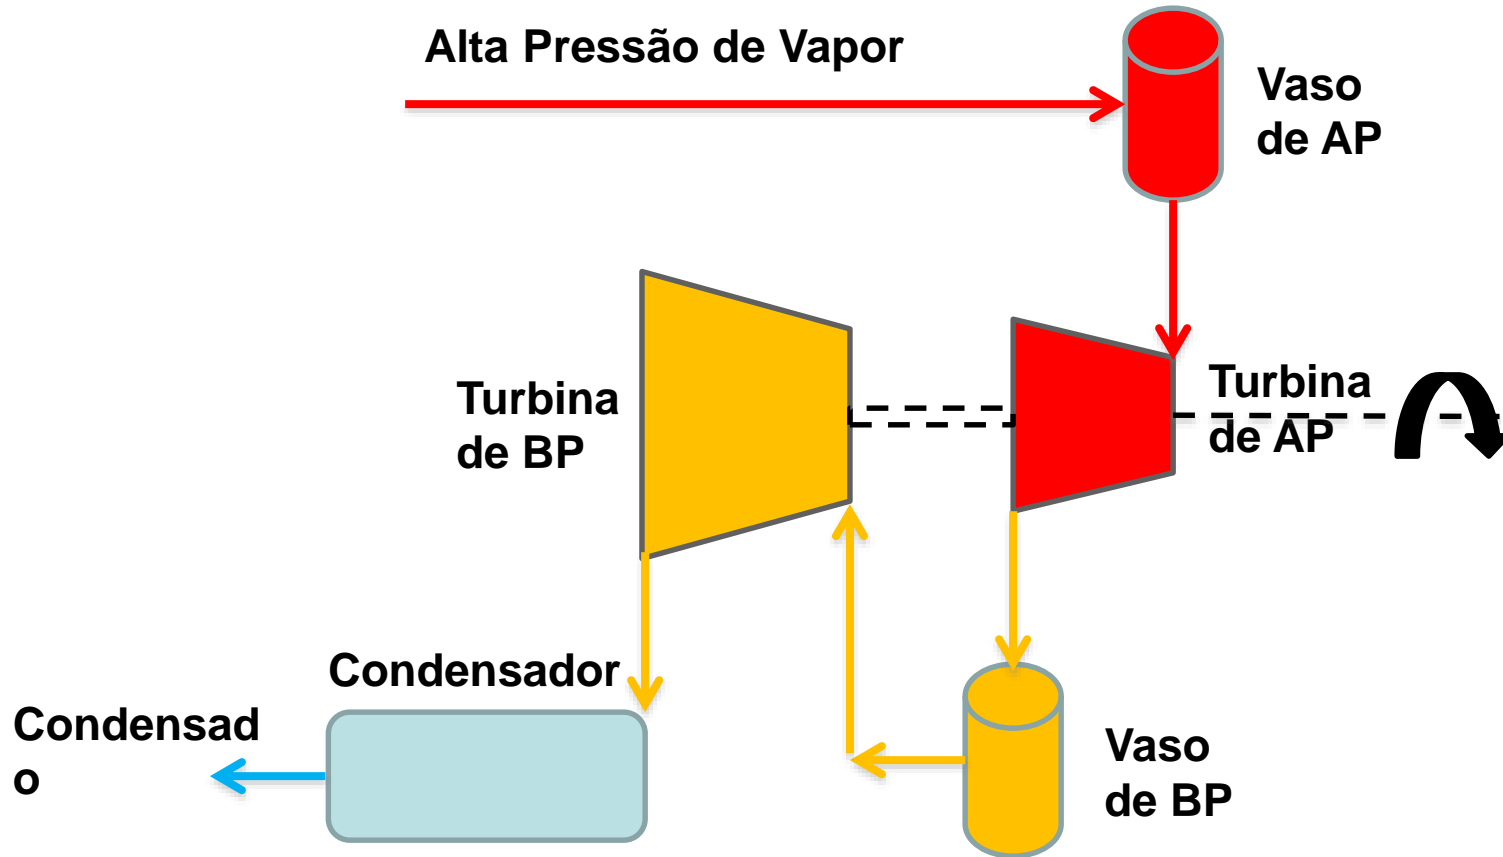 Alta Pressão de Vapor
Vaso
de AP
Turbina
de AP
Turbina
de BP
Condensador
Condensad
o
Vaso
de BP